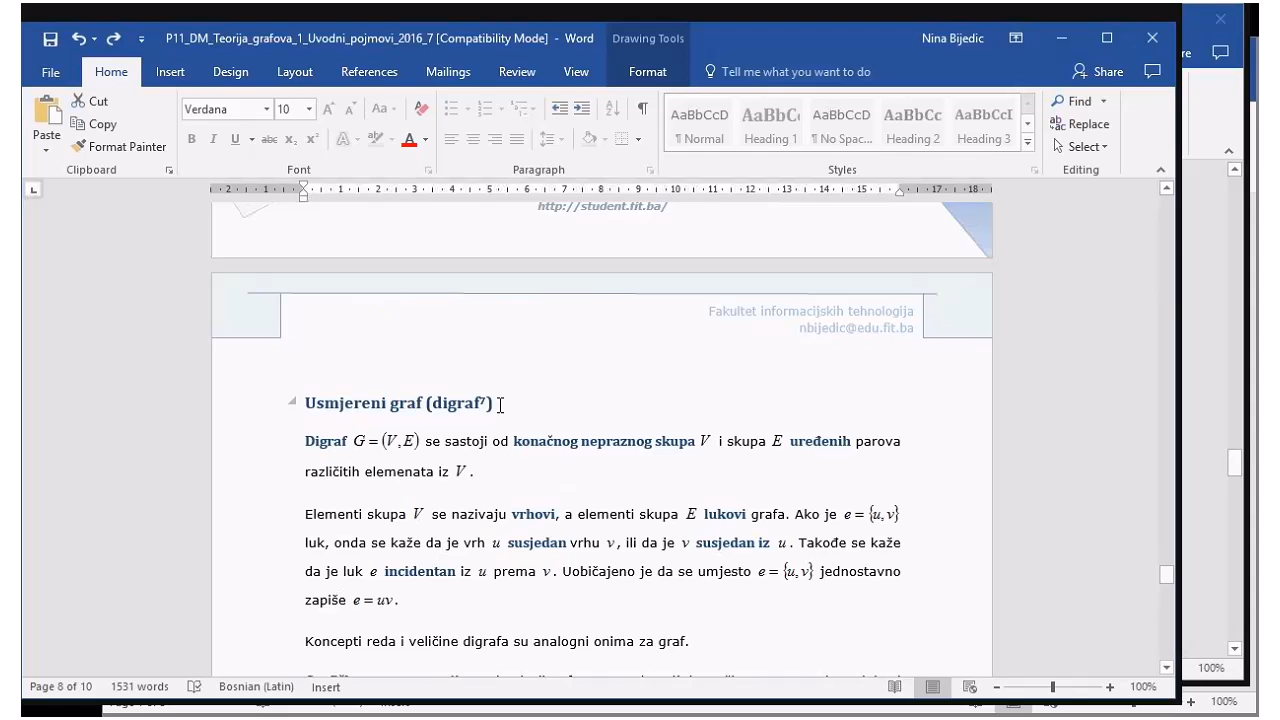 P11_DM_Teorija_grafova_1_Uvodni_pojmovi_2016_7 [Compatibility Mode] - Word
Drawing Tools
Nina Bijedic
File Home Insert Design Layout References Mailings Review View Format Tell me what you want to do Share
Paste
Cut
Copy
Format Painter
Clipboard
Verdana 10
Font
Paragraph
AaBbCcD AaBbC AaBbCcD AaBbCc AaBbCcI
¶ Normal Heading 1 ¶ No Spac... Heading 2 Heading 3
Styles
Find
Replace
Select
Editing
http://student.fit.ba/
Fakultet informacijskih tehnologija
nbijedic@edu.fit.ba
Usmjereni graf (digraf⁷)
Digraf G = (V, E) se sastoji od konačnog nepraznog skupa V i skupa E uređenih parova
različitih elemenata iz V.
Elementi skupa V se nazivaju vrhovi, a elementi skupa E lukovi grafa. Ako je e = {u, v}
luk, onda se kaže da je vrh u susjedan vrhu v, ili da je v susjedan iz u. Takođe se kaže
da je luk e incidentan iz u prema v. Uobičajeno je da se umjesto e = {u, v} jednostavno
zapiše e = uv.
Koncepti reda i veličine digrafa su analogni onima za graf.
Page 8 of 10 1531 words Bosnian (Latin) Insert 100%
100%
100%